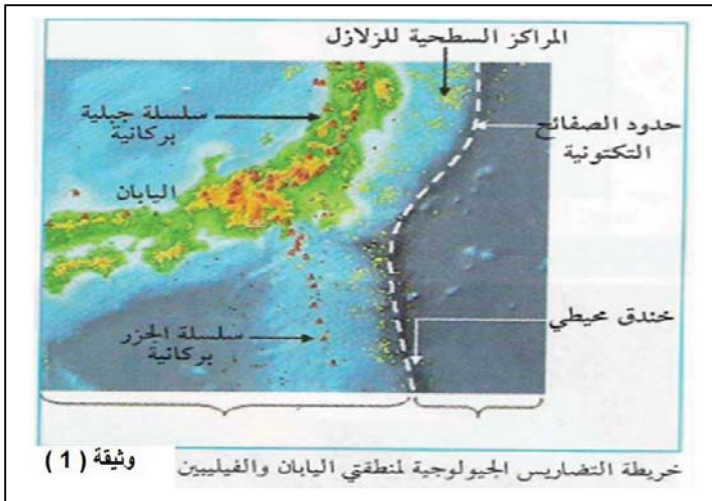 المراكز السطحية للزلازل
سلسلة جبلية
بركانية
حدود الصفائح
التكتونية
اليابان
خندق محيطي
سلسلة الجزر
بركانية
وثيقة ( 1 )
خريطة التضاريس الجيولوجية لمنطقتي اليابان والفيليبين